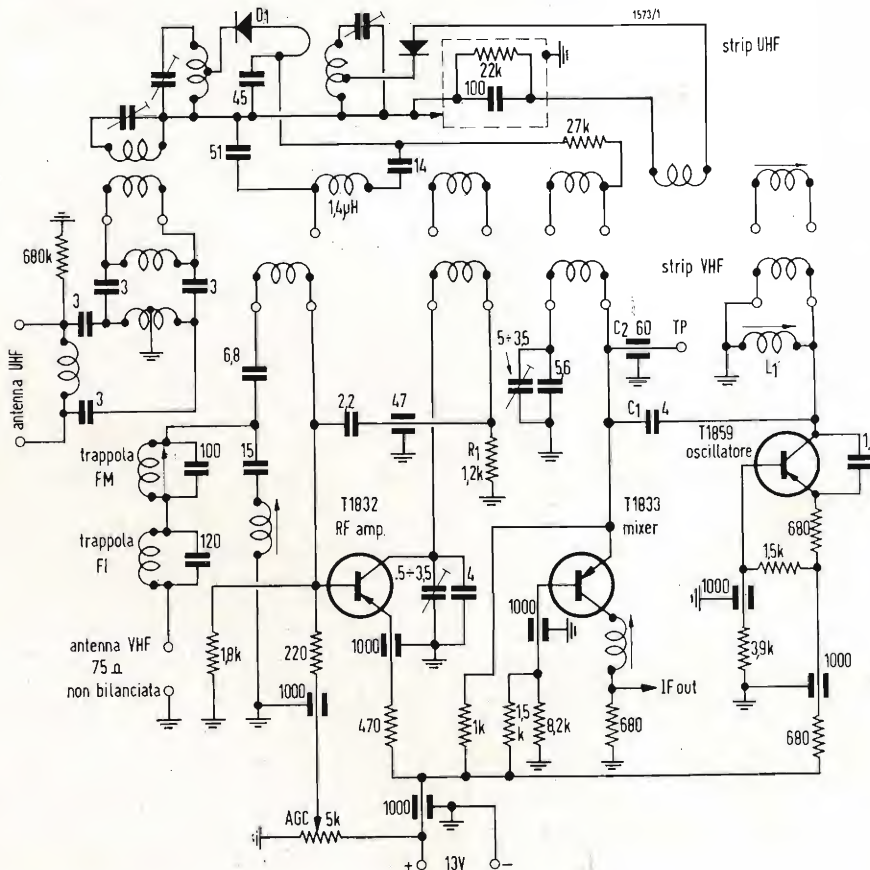 D1
1573/1
strip UHF
22k
100
45
27k
51
14
1,4µH
680k
strip VHF
3
3
3
3
antenna UHF
6,8
5÷3,5
5,6
C2 60
TP
L1
2,2
47
C1 4
T1859
oscillatore
1,
R1
1,2k
trappola
FM
100
15
T1832
RF amp.
T1833
mixer
680
trappola
FI
120
.5÷3,5
4
1,5k
1000
1000
1000
3,9k
antenna VHF
75 Ω
non bilanciata
1,8k
220
1000
1000
IF out
470
1k
1,5
k
8,2k
680
680
1000
AGC
5k
+ 13V -